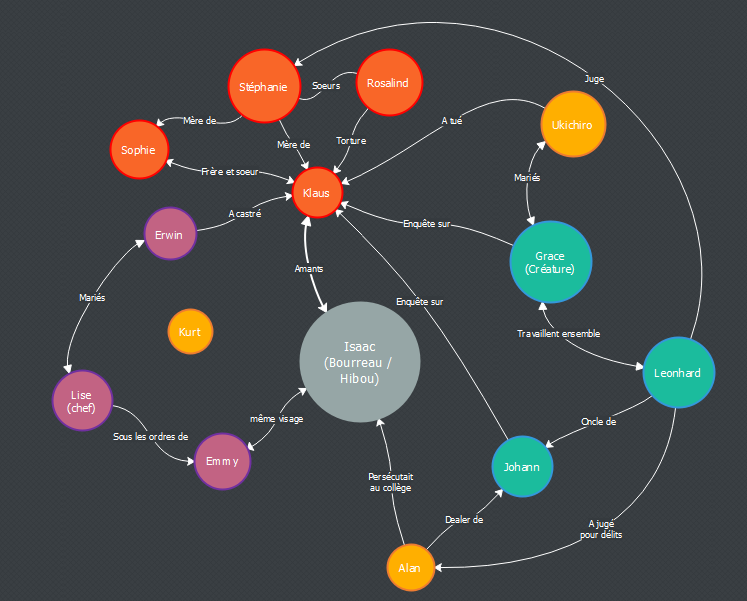 Juge
Stéphanie
Soeurs
Rosalind
Mère de
A tué
Ukichiro
Sophie
Mère de
Torture
Frère et soeur
Mariés
Klaus
Erwin
A castré
Enquête sur
Grace
(Créature)
Amants
Mariés
Enquête sur
Kurt
Isaac
(Bourreau /
Hibou)
Travaillent ensemble
Leonhard
Lise
(chef)
même visage
Oncle de
Sous les ordres de
Emmy
Johann
Persécutait
au collège
Dealer de
A jugé
pour délits
Alan